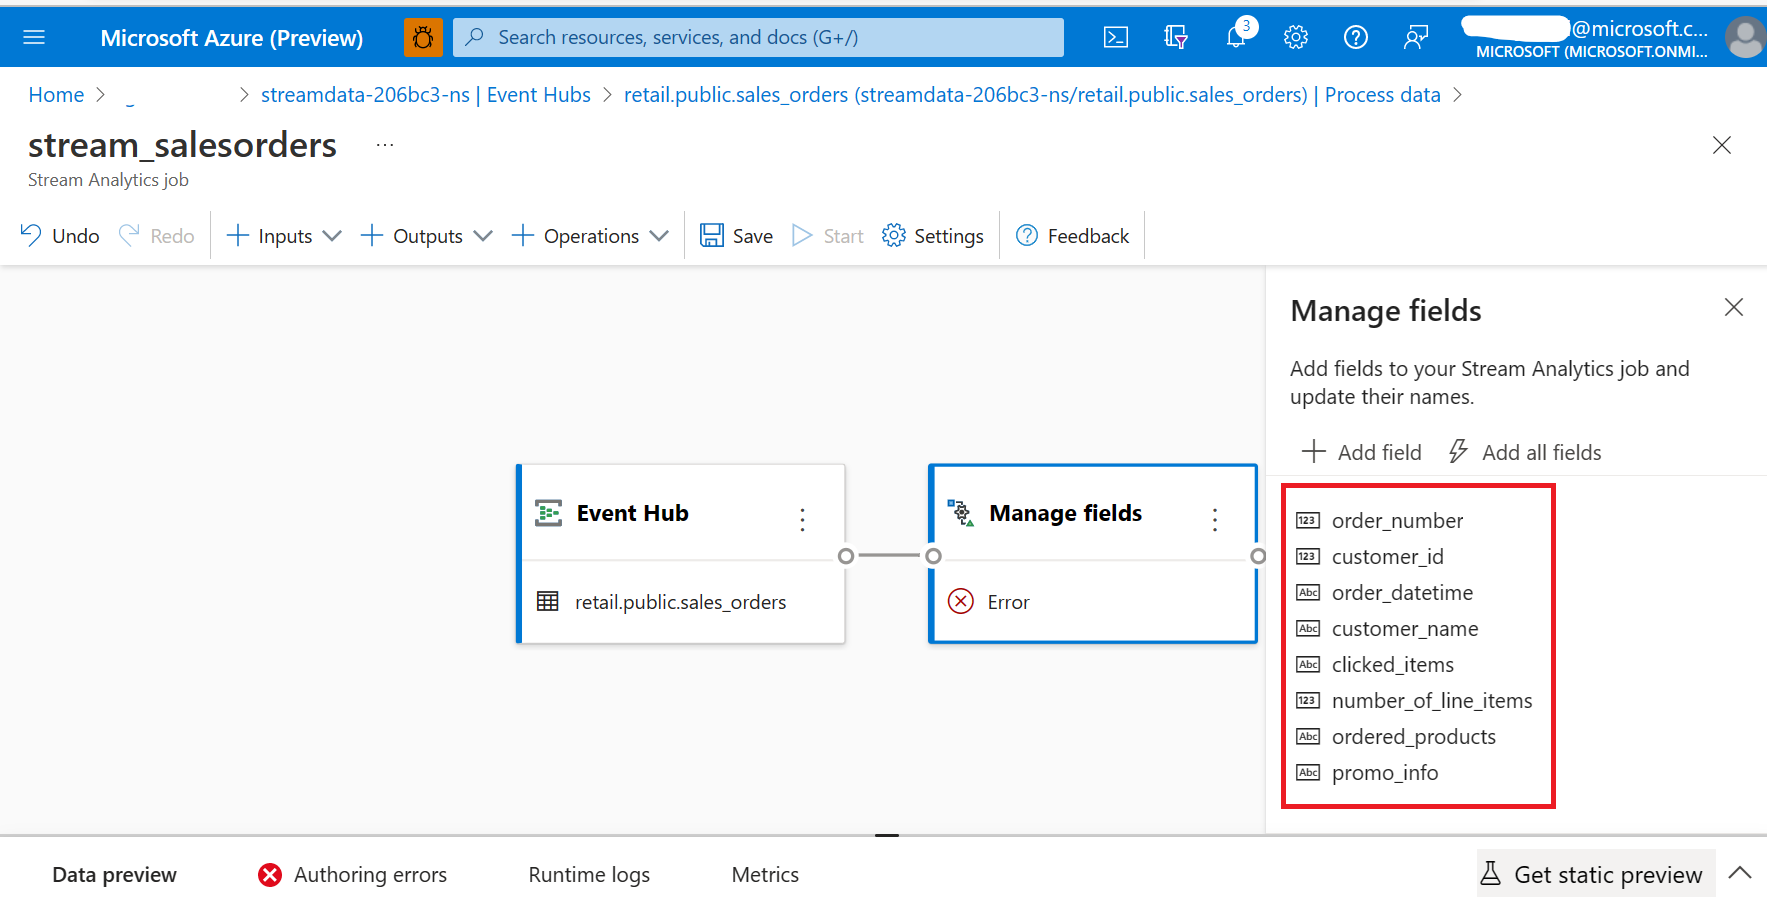 Microsoft Azure (Preview)
Search resources, services, and docs (G+/)
3
@microsoft.c...
MICROSOFT (MICROSOFT.ONMI...
Home > > streamdata-206bc3-ns | Event Hubs > retail.public.sales_orders (streamdata-206bc3-ns/retail.public.sales_orders) | Process data >
stream_salesorders ...
Stream Analytics job
Undo Redo Inputs Outputs Operations Save Start Settings Feedback
Event Hub
retail.public.sales_orders
Manage fields
Error
Manage fields
Add fields to your Stream Analytics job and
update their names.
Add field Add all fields
123 order_number
123 customer_id
Abc order_datetime
Abc customer_name
Abc clicked_items
123 number_of_line_items
Abc ordered_products
Abc promo_info
Data preview Authoring errors Runtime logs Metrics Get static preview